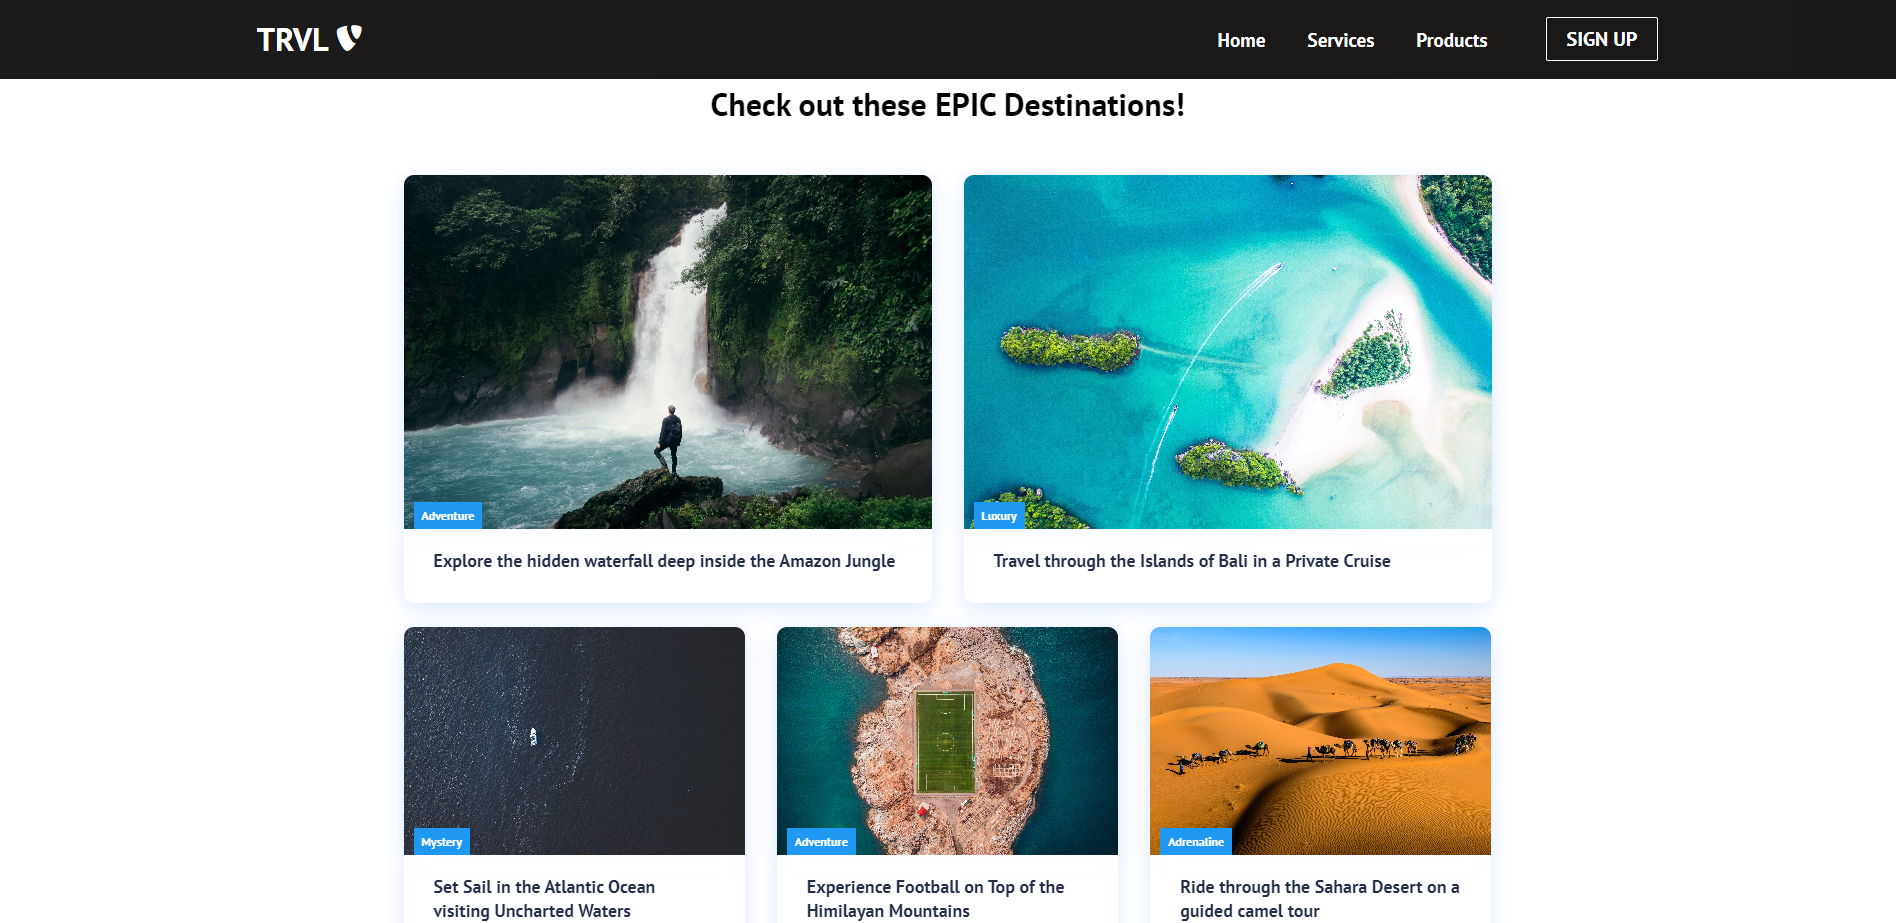 TRVL
Home
Services
Products
SIGN UP
Check out these EPIC Destinations!
Adventure
Luxury
Explore the hidden waterfall deep inside the Amazon Jungle
Travel through the Islands of Bali in a Private Cruise
Mystery
Adventure
Adrenaline
Set Sail in the Atlantic Ocean
visiting Uncharted Waters
Experience Football on Top of the
Himilayan Mountains
Ride through the Sahara Desert on a
guided camel tour